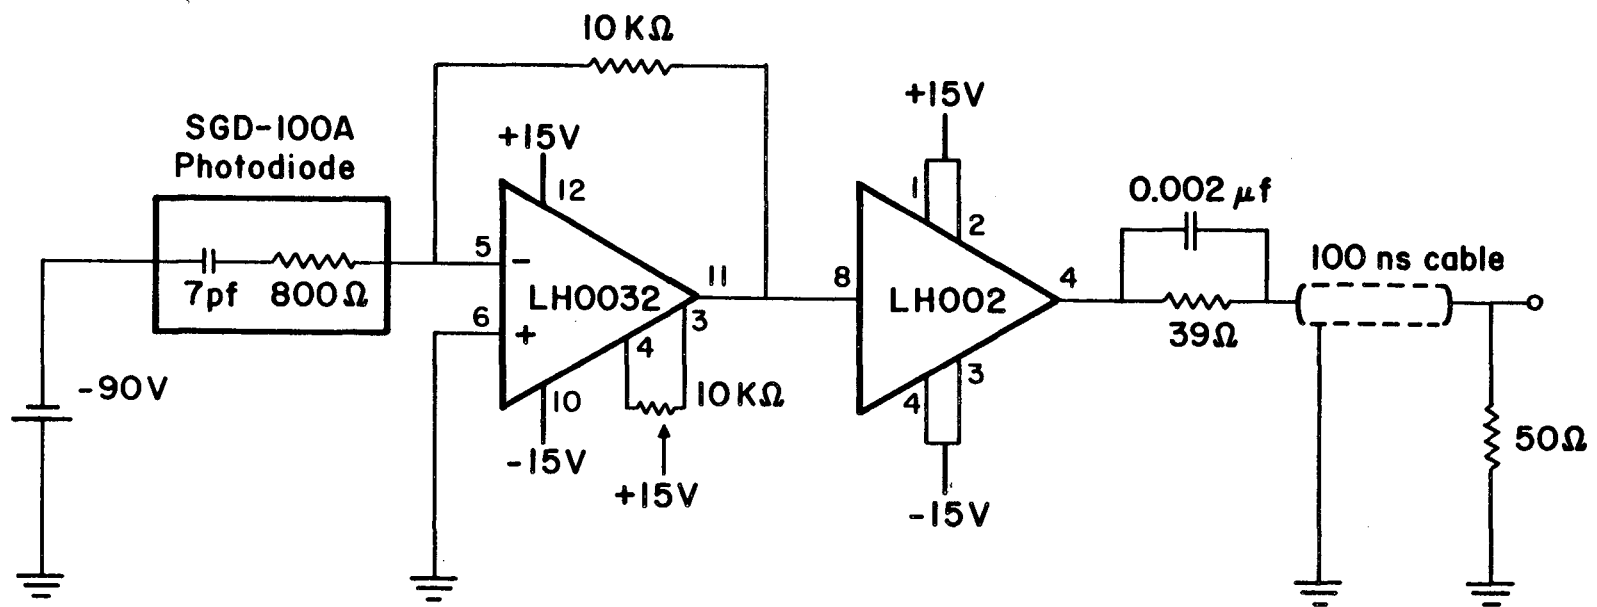 10 KΩ
SGD-100A
Photodiode
+15V
12
5
-
7pf
800Ω
LH0032
11
6
+
3
4
10 KΩ
10
-15V
+15V
-90V
+15V
1
2
8
LH002
4
3
4
-15V
0.002 μf
39Ω
100 ns cable
50Ω